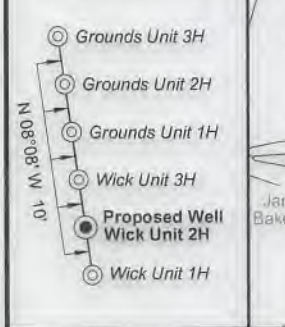 Grounds Unit 3H
Grounds Unit 2H
Grounds Unit 1H
N 08°08' W 10'
Wick Unit 3H
Proposed Well
Wick Unit 2H
Wick Unit 1H